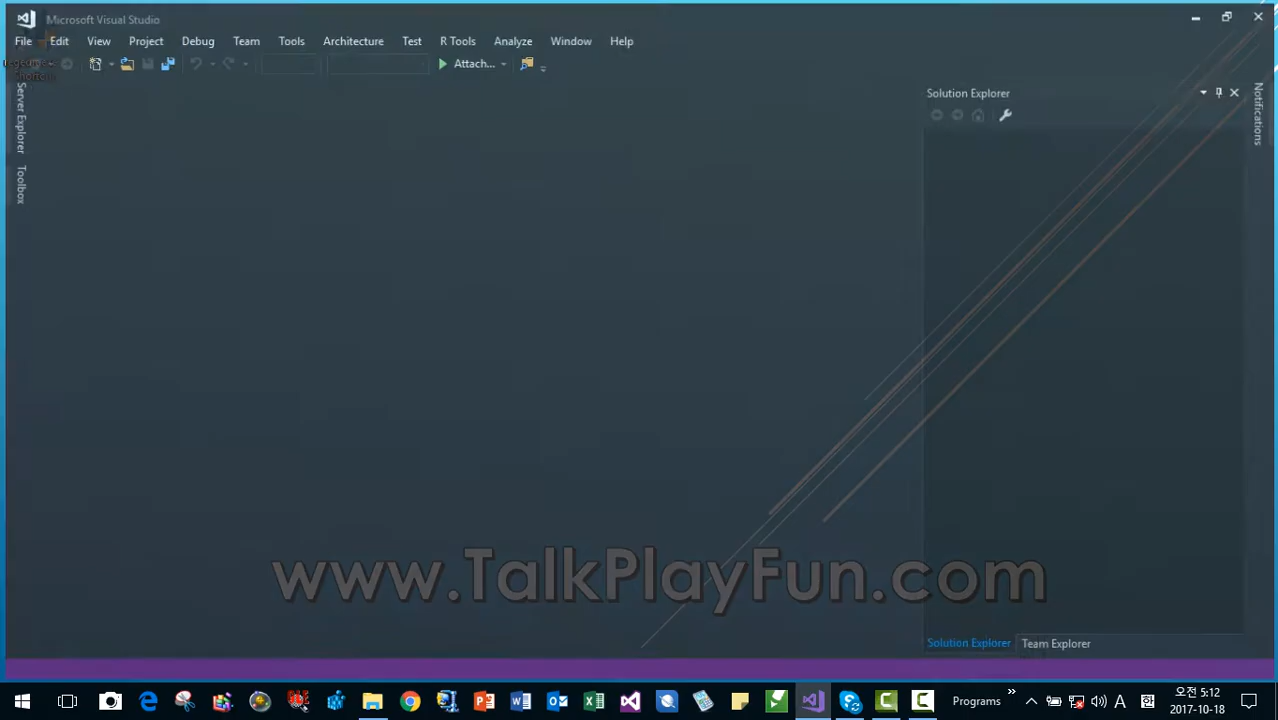 Microsoft Visual Studio
File Edit View Project Debug Team Tools Architecture Test R Tools Analyze Window Help
Attach...
Server Explorer
Toolbox
Solution Explorer
Notifications
www.TalkPlayFun.com
Solution Explorer Team Explorer
Programs
A
오전 5:12
2017-10-18